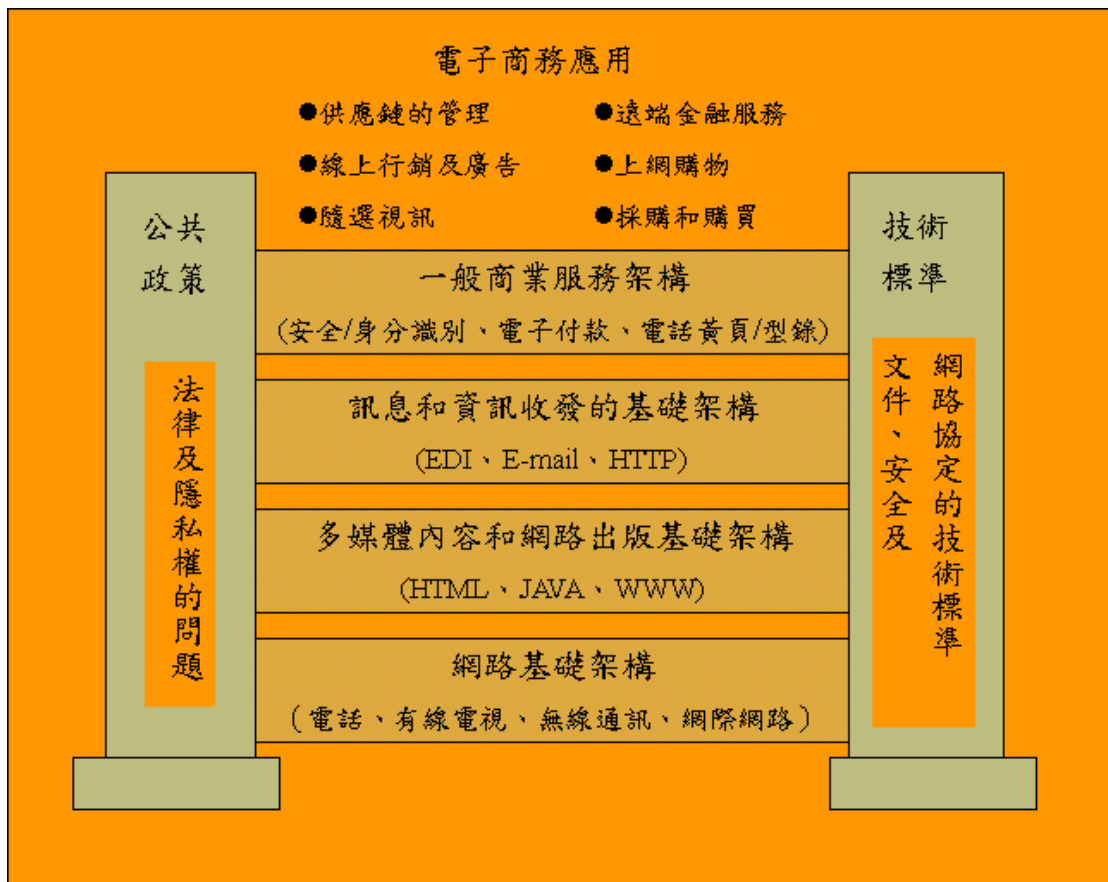 電子商務應用
●供應鏈的管理
●遠端金融服務
●線上行銷及廣告
●上網購物
●隨選視訊
●採購和購買
公共
政策
法律及隱私權的問題
一般商業服務架構
(安全/身分識別、電子付款、電話黃頁/型錄)
訊息和資訊收發的基礎架構
(EDI、E-mail、HTTP)
多媒體內容和網路出版基礎架構
(HTML、JAVA、WWW)
網路基礎架構
(電話、有線電視、無線通訊、網際網路)
技術
標準
文件、安全及
網路協定的技術標準